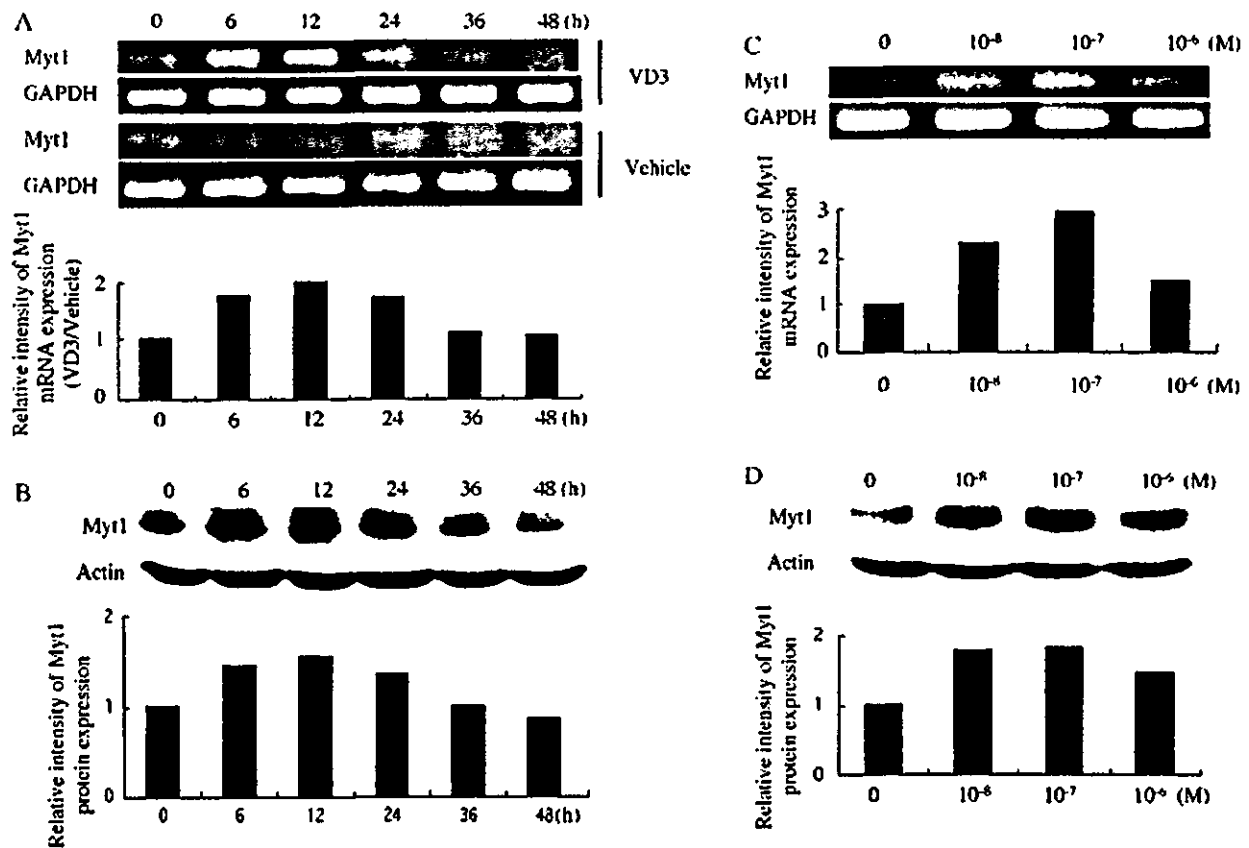 A
0 6 12 24 36 48 (h)
Myt1
GAPDH
VD3
Myt1
GAPDH
Vehicle
Relative intensity of Myt1
mRNA expression
(VD3/Vehicle)
2
1
0
0 6 12 24 36 48 (h)
B
0 6 12 24 36 48 (h)
Myt1
Actin
Relative intensity of Myt1
protein expression
2
1
0
0 6 12 24 36 48(h)
C
0 10⁻⁸ 10⁻⁷ 10⁻⁶ (M)
Myt1
GAPDH
Relative intensity of Myt1
mRNA expression
3
2
1
0
0 10⁻⁸ 10⁻⁷ 10⁻⁶ (M)
D
0 10⁻⁸ 10⁻⁷ 10⁻⁶ (M)
Myt1
Actin
Relative intensity of Myt1
protein expression
2
1
0
0 10⁻⁸ 10⁻⁷ 10⁻⁶ (M)